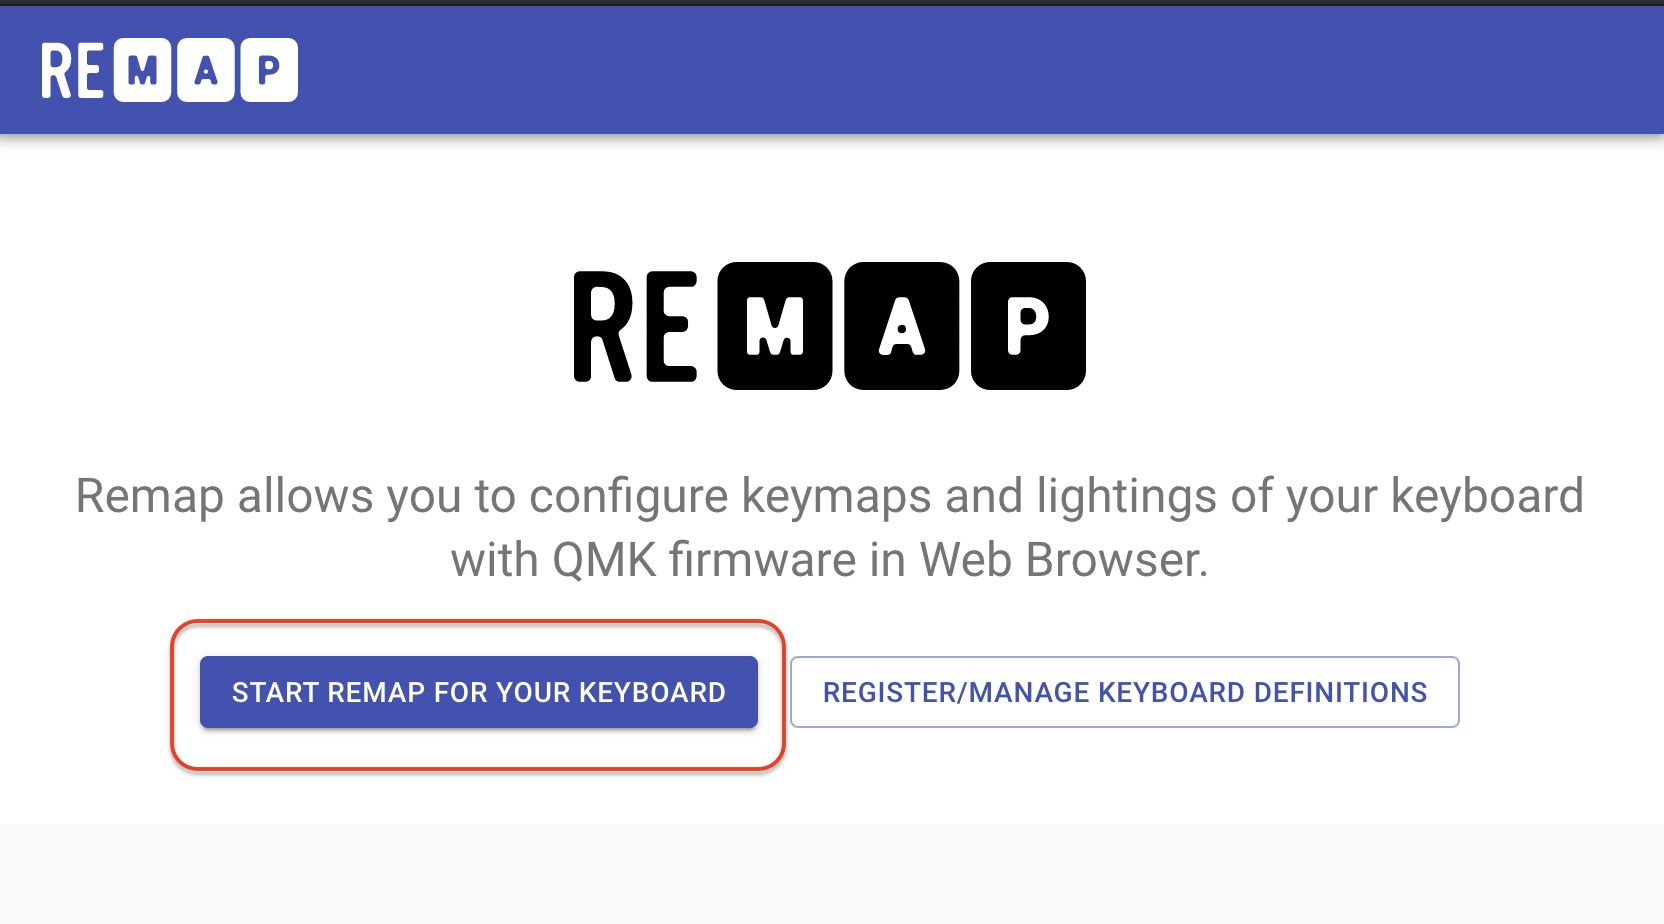 REMAP
REMAP
Remap allows you to configure keymaps and lightings of your keyboard
with QMK firmware in Web Browser.
START REMAP FOR YOUR KEYBOARD
REGISTER/MANAGE KEYBOARD DEFINITIONS